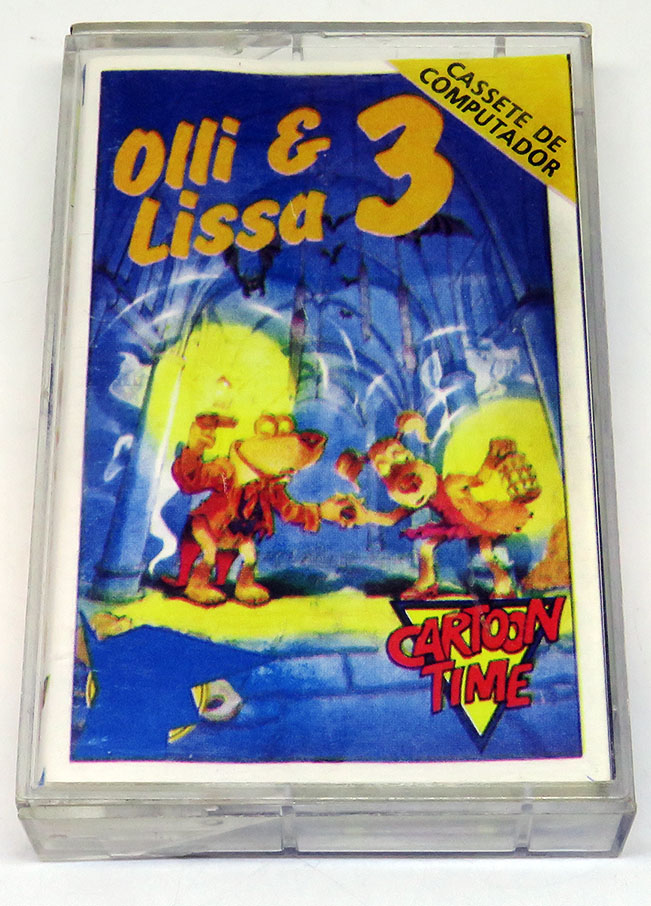 CASSETE DE
COMPUTADOR
Olli & 3
Lissa
CARTOON
TIME